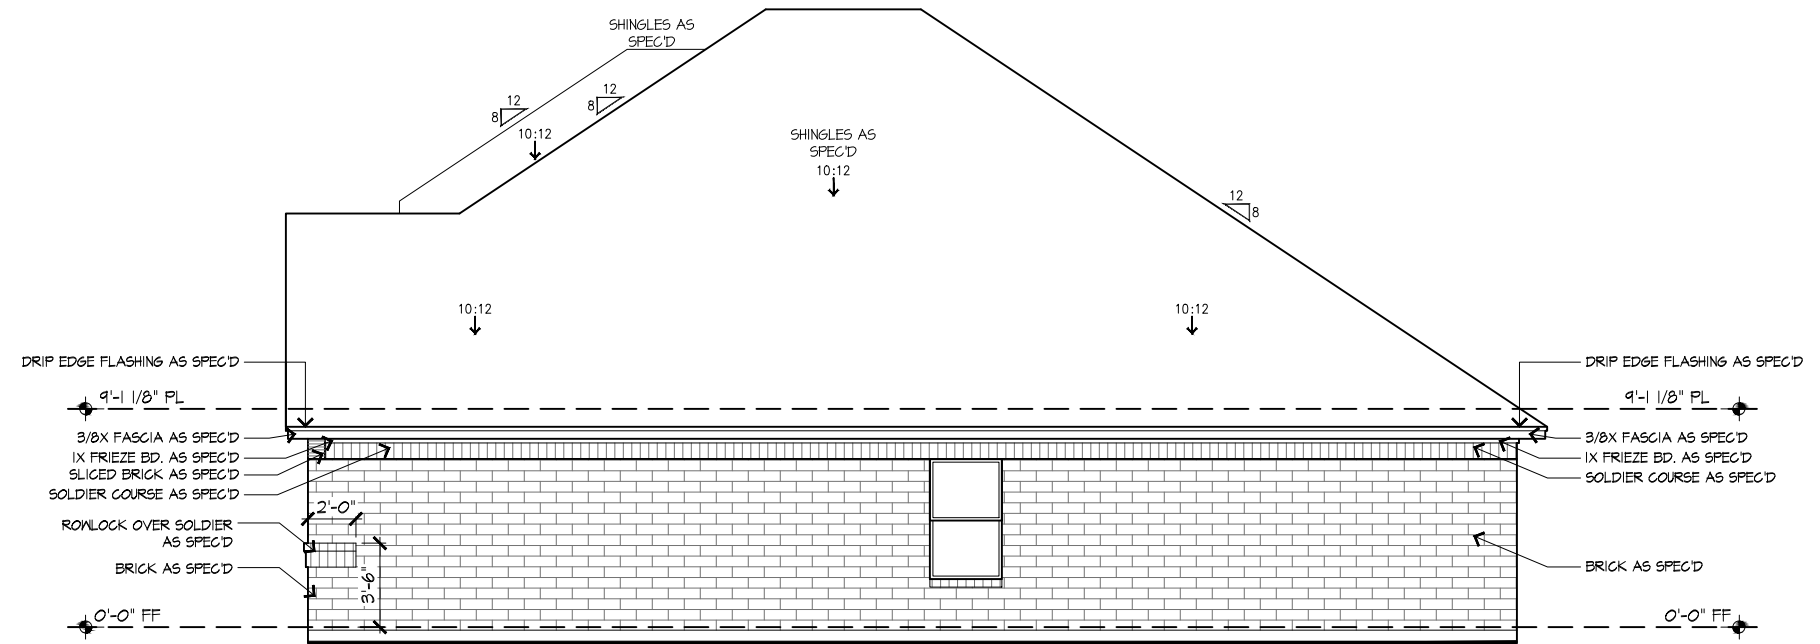 SHINGLES AS
SPEC'D
12
8
12
8
10:12
SHINGLES AS
SPEC'D
10:12
12
8
10:12
10:12
DRIP EDGE FLASHING AS SPEC'D
DRIP EDGE FLASHING AS SPEC'D
9'-1 1/8" PL
9'-1 1/8" PL
3/8X FASCIA AS SPEC'D
1X FRIEZE BD. AS SPEC'D
SLICED BRICK AS SPEC'D
SOLDIER COURSE AS SPEC'D
3/8X FASCIA AS SPEC'D
1X FRIEZE BD. AS SPEC'D
SOLDIER COURSE AS SPEC'D
2'-0"
ROWLOCK OVER SOLDIER
AS SPEC'D
BRICK AS SPEC'D
3'-6"
BRICK AS SPEC'D
0'-0" FF
0'-0" FF